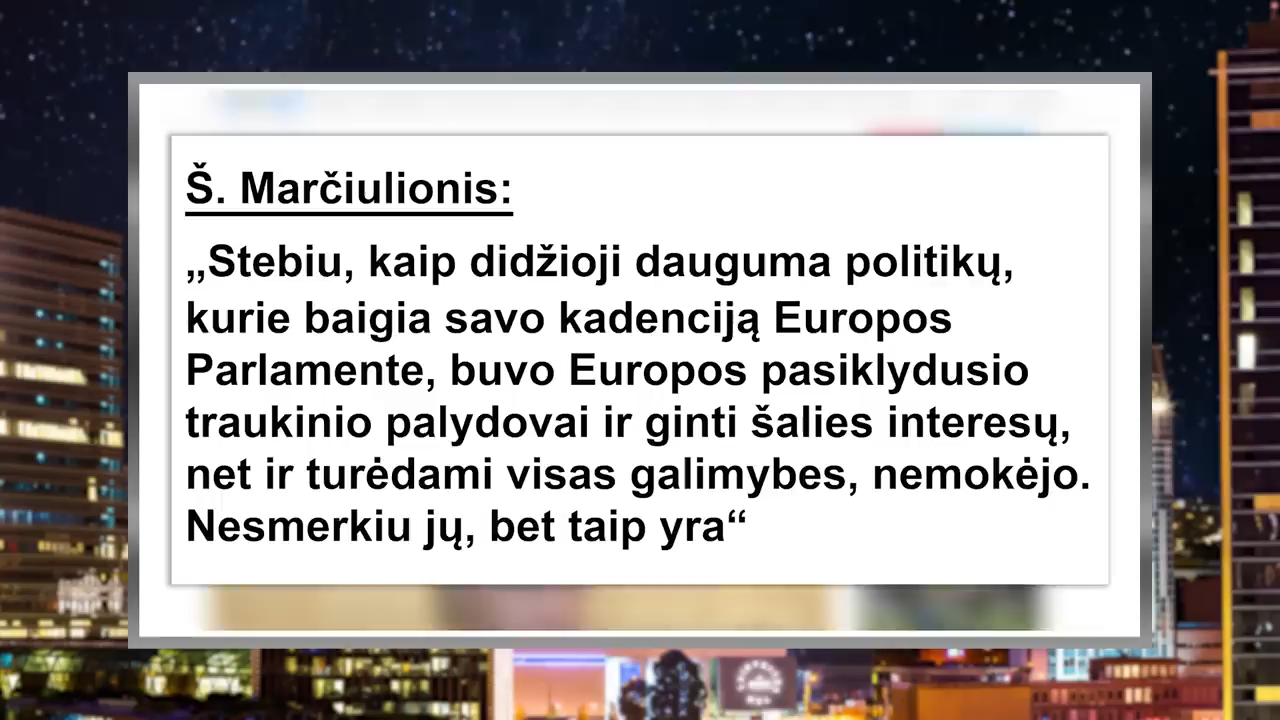 Š. Marčiulionis:
„Stebiu, kaip didžioji dauguma politikų,
kurie baigia savo kadenciją Europos
Parlamente, buvo Europos pasiklydusio
traukinio palydovai ir ginti šalies interesų,
net ir turėdami visas galimybes, nemokėjo.
Nesmerkiu jų, bet taip yra“